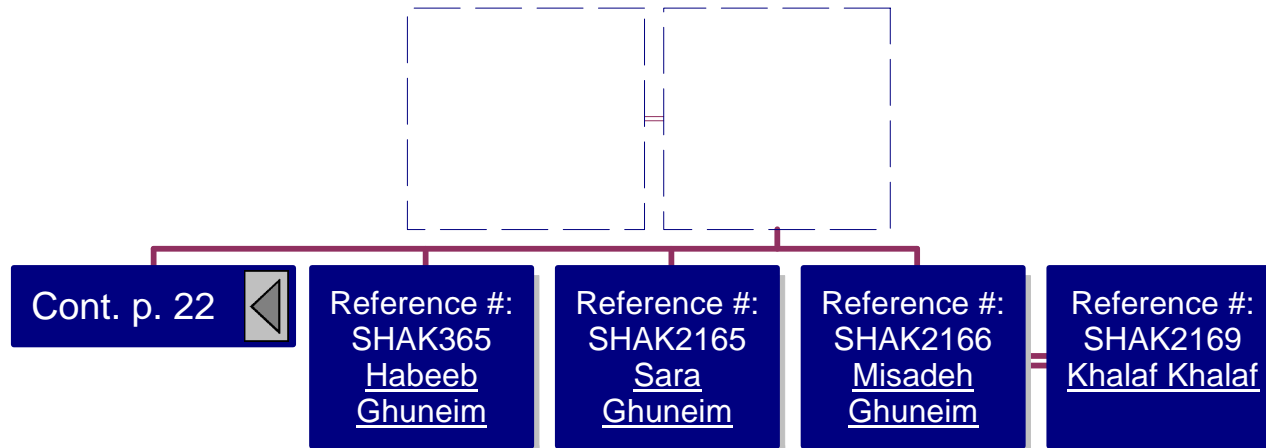 Cont. p. 22
Reference #:
SHAK365
Habeeb
Ghuneim
Reference #:
SHAK2165
Sara
Ghuneim
Reference #:
SHAK2166
Misadeh
Ghuneim
Reference #:
SHAK2169
Khalaf Khalaf